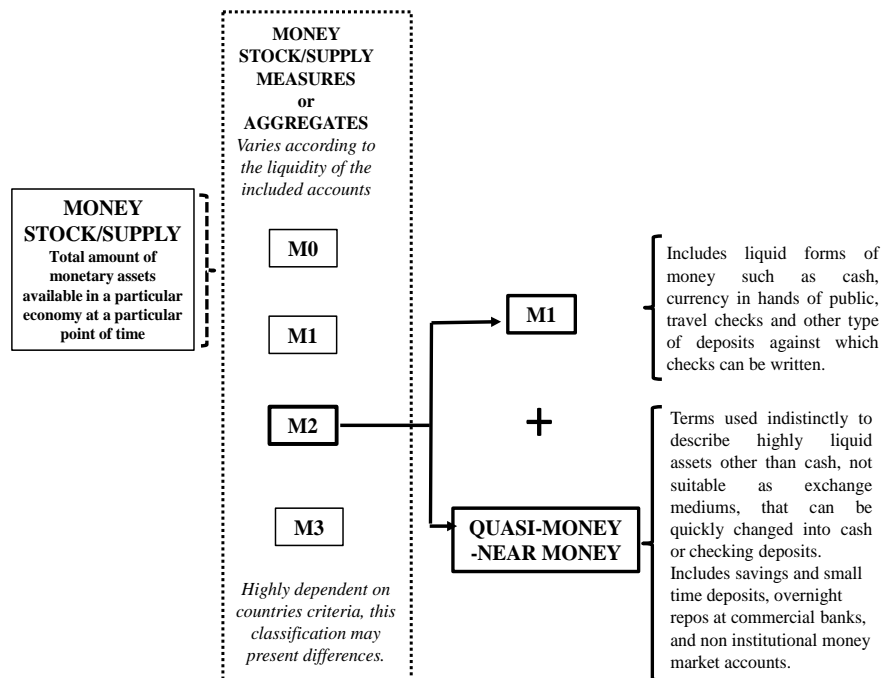 MONEY
STOCK/SUPPLY
MEASURES
or
AGGREGATES
Varies according to
the liquidity of the
included accounts
MONEY
STOCK/SUPPLY
Total amount of
monetary assets
available in a particular
economy at a particular
point of time
M0
M1
M2
M3
Highly dependent on
countries criteria, this
classification may
present differences.
M1
+
QUASI-MONEY
-NEAR MONEY
Includes liquid forms of
money such as cash,
currency in hands of public,
travel checks and other type
of deposits against which
checks can be written.
Terms used indistinctly to
describe highly liquid
assets other than cash, not
suitable as exchange
mediums, that can be
quickly changed into cash
or checking deposits.
Includes savings and small
time deposits, overnight
repos at commercial banks,
and non institutional money
market accounts.